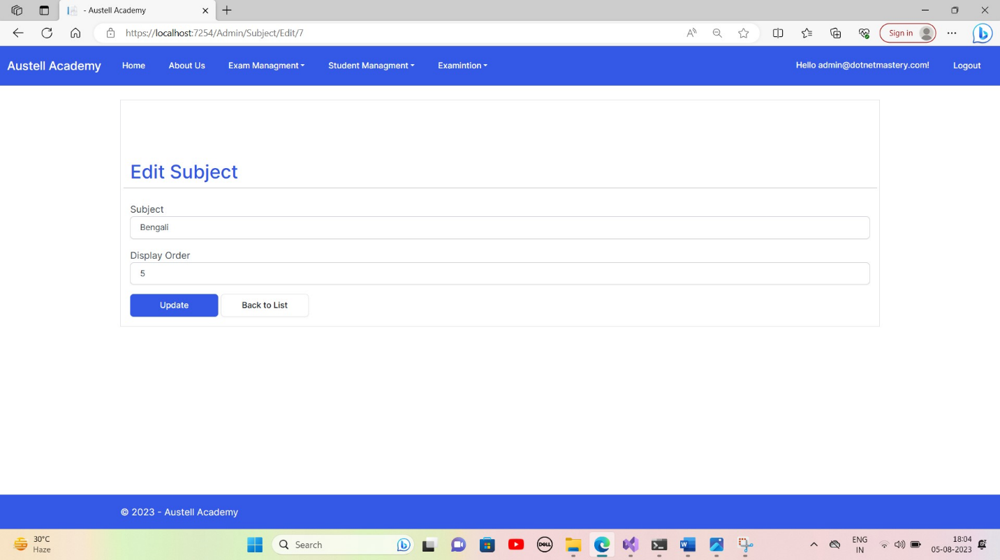 - Austell Academy
https://localhost:7254/Admin/Subject/Edit/7
Sign in
Austell Academy Home About Us Exam Managment Student Managment Examintion Hello admin@dotnetmastery.com! Logout
Edit Subject
Subject
Bengali
Display Order
5
Update Back to List
© 2023 - Austell Academy
30°C
Haze
Search
DELL
ENG
IN
18:04
05-08-2023